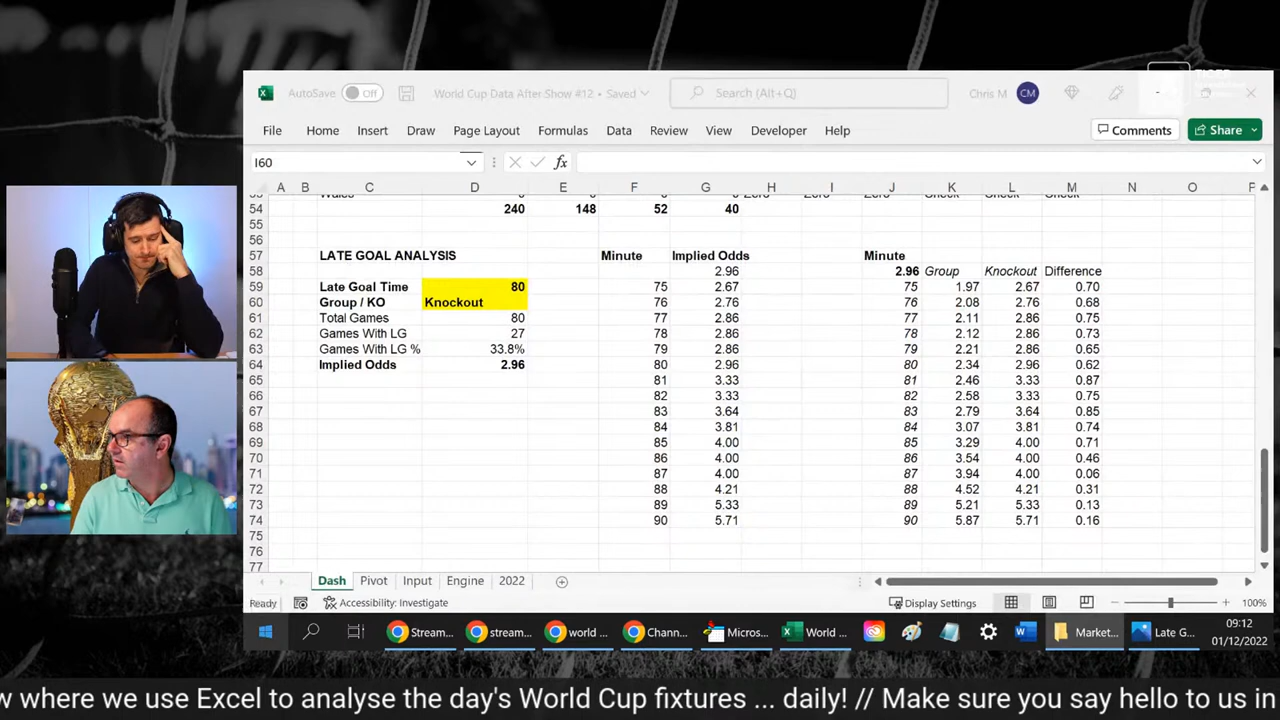 AutoSave Off World Cup Data After Show #12 • Saved Search (Alt+Q) Chris M CM
File Home Insert Draw Page Layout Formulas Data Review View Developer Help Comments Share
I60 fx
A B C D E F G H I J K L M N O
54 240 148 52 40
55
56
57 LATE GOAL ANALYSIS Minute Implied Odds Minute
58 2.96 2.96 Group Knockout Difference
59 Late Goal Time 80 75 2.67 75 1.97 2.67 0.70
60 Group / KO Knockout 76 2.76 76 2.08 2.76 0.68
61 Total Games 80 77 2.86 77 2.11 2.86 0.75
62 Games With LG 27 78 2.86 78 2.12 2.86 0.73
63 Games With LG % 33.8% 79 2.86 79 2.21 2.86 0.65
64 Implied Odds 2.96 80 2.96 80 2.34 2.96 0.62
65 81 3.33 81 2.46 3.33 0.87
66 82 3.33 82 2.58 3.33 0.75
67 83 3.64 83 2.79 3.64 0.85
68 84 3.81 84 3.07 3.81 0.74
69 85 4.00 85 3.29 4.00 0.71
70 86 4.00 86 3.54 4.00 0.46
71 87 4.00 87 3.94 4.00 0.06
72 88 4.21 88 4.52 4.21 0.31
73 89 5.33 89 5.21 5.33 0.13
74 90 5.71 90 5.87 5.71 0.16
75
76
77
Dash Pivot Input Engine 2022
Ready Accessibility: Investigate Display Settings 100%
Stream... stream... world ... Chann... Micros... World ... Market... Late G...
09:12
01/12/2022
w where we use Excel to analyse the day's World Cup fixtures ... daily! // Make sure you say hello to us in